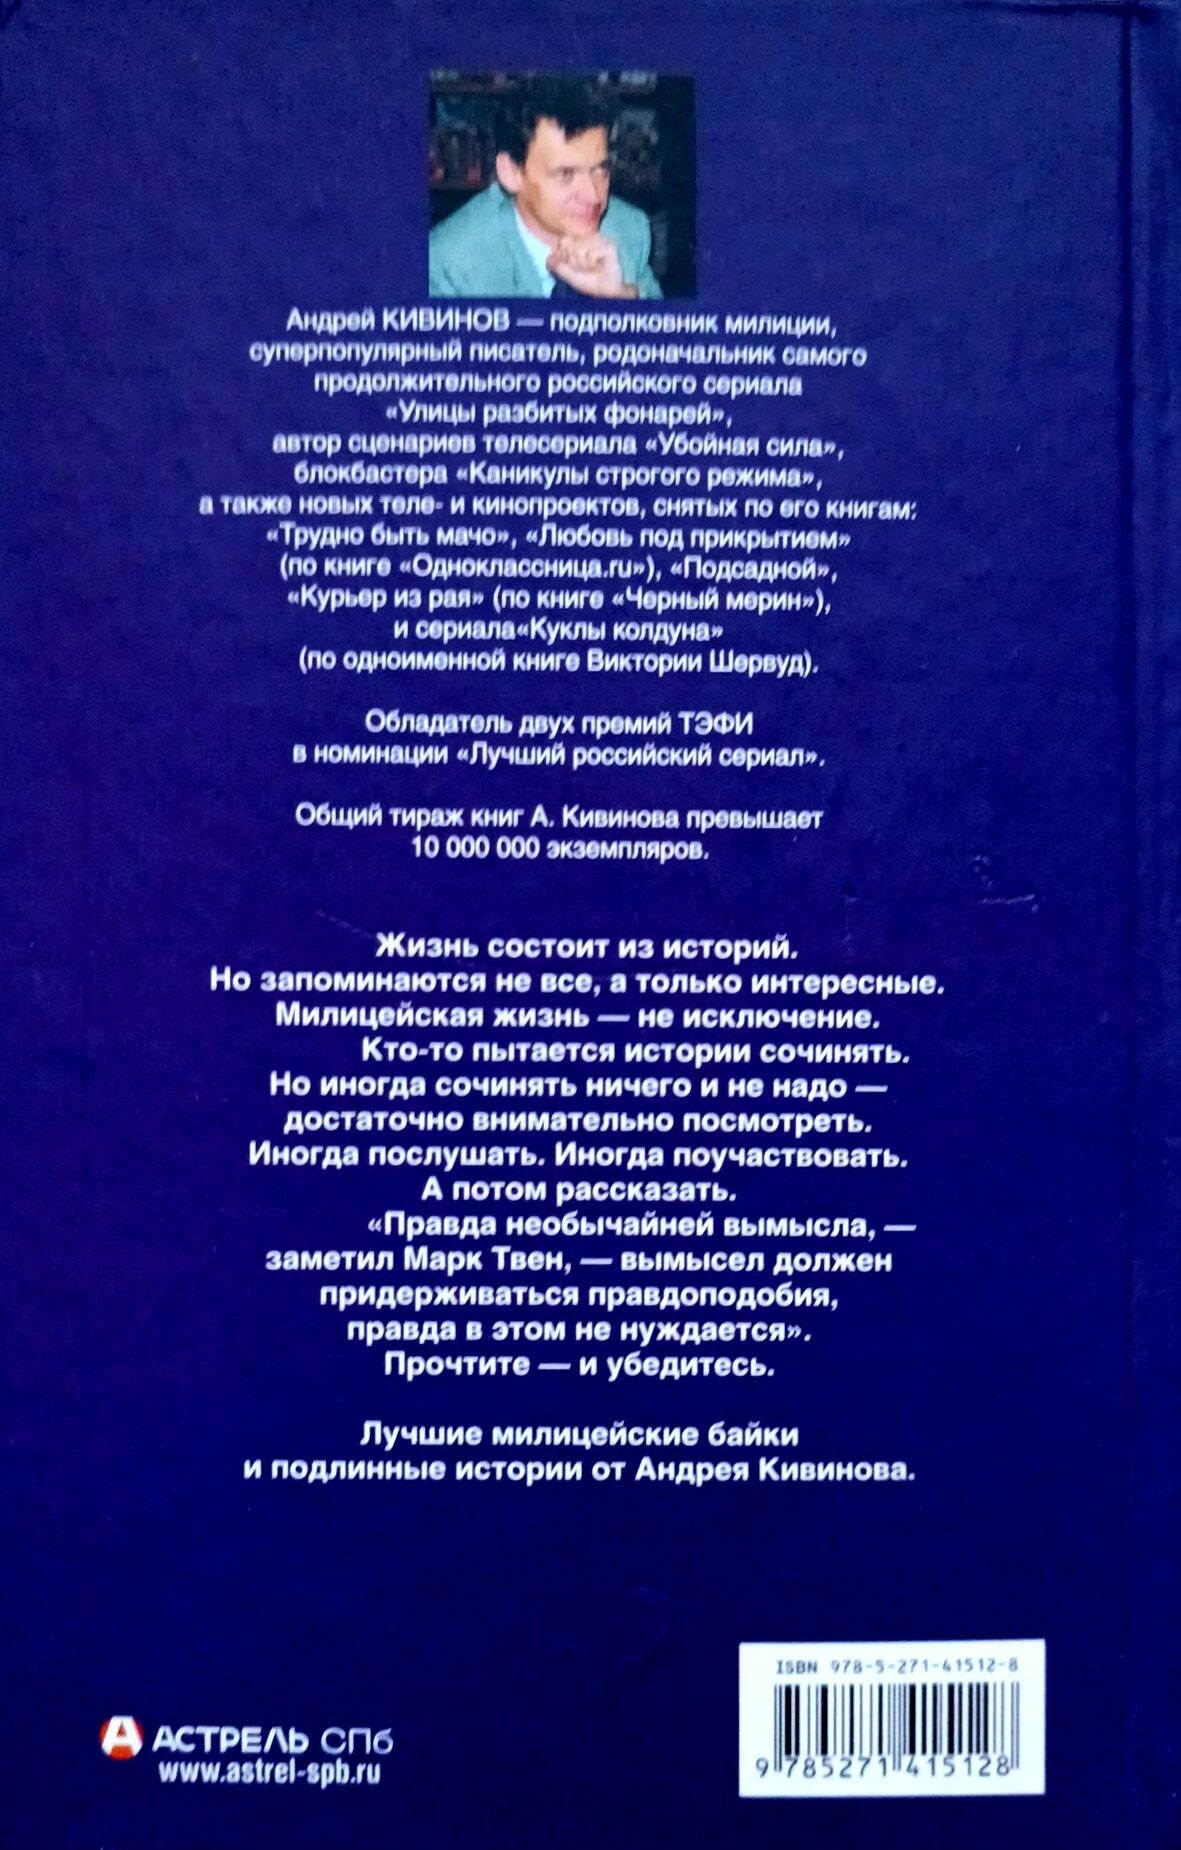 Андрей КИВИНОВ — подполковник милиции,
суперпопулярный писатель, родоначальник самого
продолжительного российского сериала
«Улицы разбитых фонарей»,
автор сценариев телесериала «Убойная сила»,
блокбастера «Каникулы строгого режима»,
а также новых теле- и кинопроектов, снятых по его книгам:
«Трудно быть мачо», «Любовь под прикрытием»
(по книге «Одноклассница.ru»), «Подсадной»,
«Курьер из рая» (по книге «Черный мерин»),
и сериала«Куклы колдуна»
(по одноименной книге Виктории Шервуд).
Обладатель двух премий ТЭФИ
в номинации «Лучший российский сериал».
Общий тираж книг А. Кивинова превышает
10 000 000 экземпляров.
Жизнь состоит из историй.
Но запоминаются не все, а только интересные.
Милицейская жизнь — не исключение.
Кто-то пытается истории сочинять.
Но иногда сочинять ничего и не надо —
достаточно внимательно посмотреть.
Иногда послушать. Иногда поучаствовать.
А потом рассказать.
«Правда необычайней вымысла, —
заметил Марк Твен, — вымысел должен
придерживаться правдоподобия,
правда в этом не нуждается».
Прочтите — и убедитесь.
Лучшие милицейские байки
и подлинные истории от Андрея Кивинова.
ISBN 978-5-271-41512-8
9 785271 415128
АСТРЕЛЬ СПб
www.astrel-spb.ru